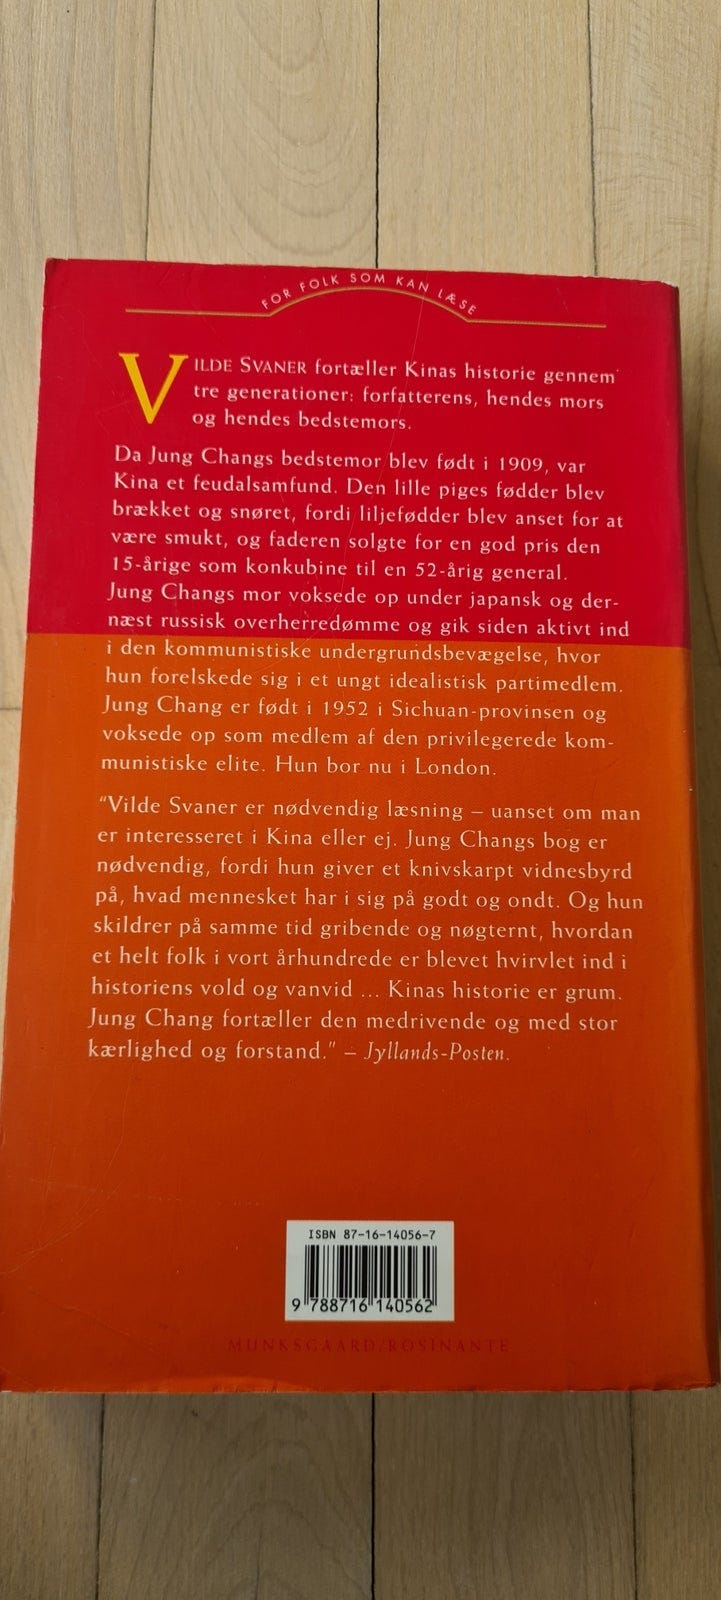 FOR FOLK SOM KAN LÆSE
VILDE SVANER fortæller Kinas historie gennem
tre generationer: forfatterens, hendes mors
og hendes bedstemors.
Da Jung Changs bedstemor blev født i 1909, var
Kina et feudalsamfund. Den lille piges fødder blev
brækket og snøret, fordi liljefødder blev anset for at
være smukt, og faderen solgte for en god pris den
15-årige som konkubine til en 52-årig general.
Jung Changs mor voksede op under japansk og der-
næst russisk overherredømme og gik siden aktivt ind
i den kommunistiske undergrundsbevægelse, hvor
hun forelskede sig i et ungt idealistisk partimedlem.
Jung Chang er født i 1952 i Sichuan-provinsen og
voksede op som medlem af den privilegerede kom-
munistiske elite. Hun bor nu i London.
"Vilde Svaner er nødvendig læsning – uanset om man
er interesseret i Kina eller ej. Jung Changs bog er
nødvendig, fordi hun giver et knivskarpt vidnesbyrd
på, hvad mennesket har i sig på godt og ondt. Og hun
skildrer på samme tid gribende og nøgternt, hvordan
et helt folk i vort århundrede er blevet hvirvlet ind i
historiens vold og vanvid ... Kinas historie er grum.
Jung Chang fortæller den medrivende og med stor
kærlighed og forstand." – Jyllands-Posten.
ISBN 87-16-14056-7
9 788716 140562
MUNKSGAARD/ROSINANTE